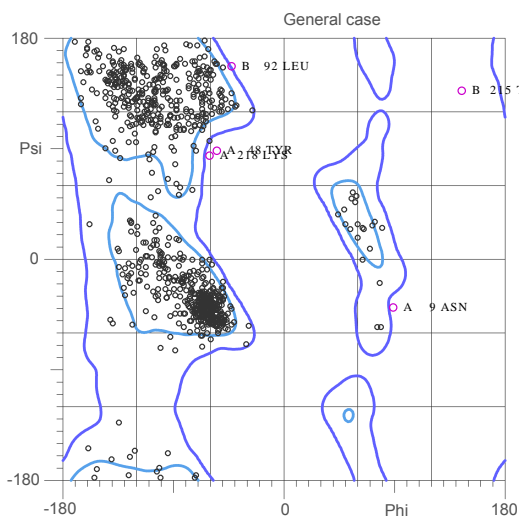 General case
180
B 92 LEU
B 215
Psi
A 48 TYR
A 218 LYS
0
A 9 ASN
-180
-180
0
Phi
180